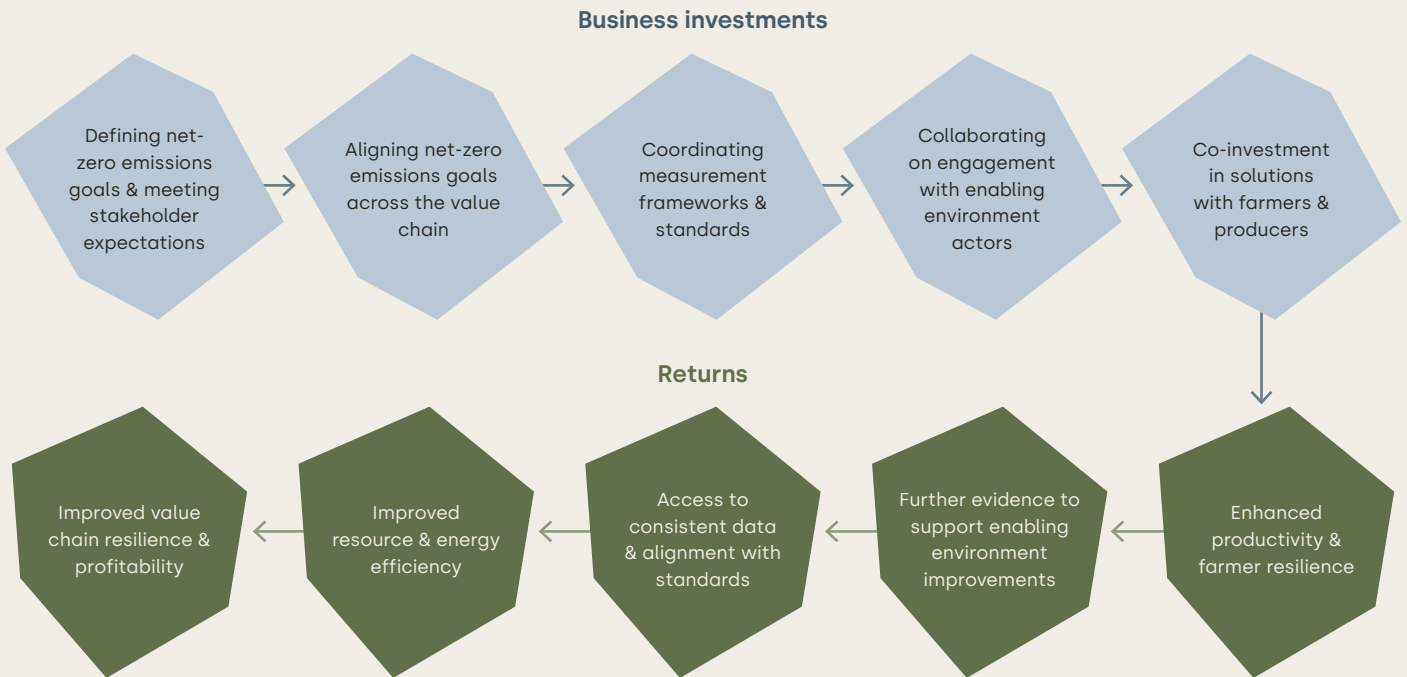 Business investments
Defining net-
zero emissions
goals & meeting
stakeholder
expectations
Aligning net-zero
emissions goals
across the value
chain
Coordinating
measurement
frameworks &
standards
Collaborating
on engagement
with enabling
environment
actors
Co-investment
in solutions
with farmers &
producers
Returns
Improved value
chain resilience &
profitability
Improved
resource & energy
efficiency
Access to
consistent data
& alignment with
standards
Further evidence to
support enabling
environment
improvements
Enhanced
productivity &
farmer resilience